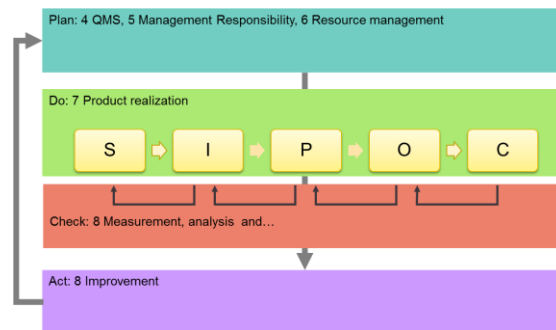 Plan: 4 QMS, 5 Management Responsibility, 6 Resource management
Do: 7 Product realization
S I P O C
Check: 8 Measurement, analysis and…
Act: 8 Improvement